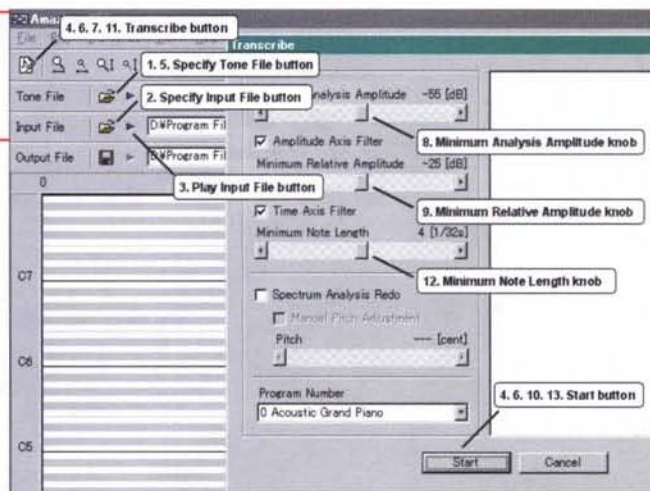 Ama
4. 6. 7. 11. Transcribe button
File
Transcribe
1. 5. Specify Tone File button
Tone File
nalysis Amplitude -55 [dB]
2. Specify Input File button
Input File
D:¥Program Fil
Amplitude Axis Filter
8. Minimum Analysis Amplitude knob
Output File
D:¥Program Fil
Minimum Relative Amplitude -25 [dB]
3. Play Input File button
0
9. Minimum Relative Amplitude knob
Time Axis Filter
Minimum Note Length 4 [1/32s]
12. Minimum Note Length knob
C7
Spectrum Analysis Redo
Manual Pitch Adjustment
Pitch --- [cent]
C6
Program Number
0 Acoustic Grand Piano
4. 6. 10. 13. Start button
C5
Start
Cancel